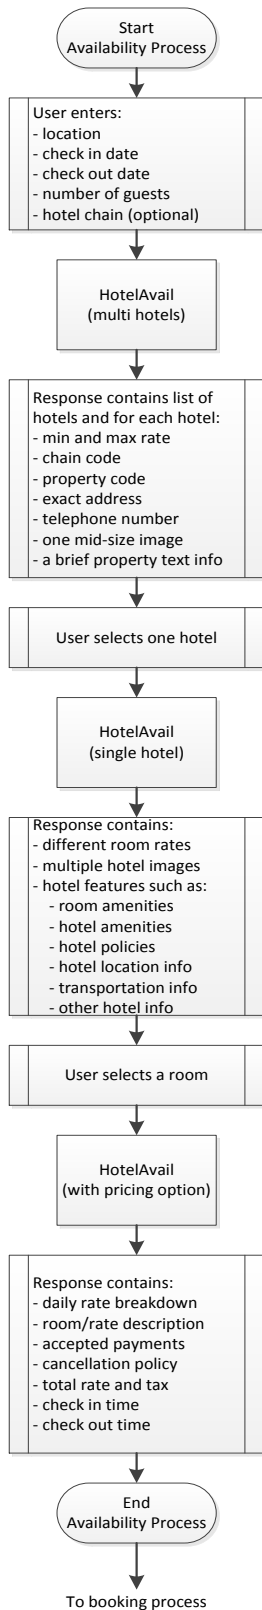 Start
Availability Process
User enters:
- location
- check in date
- check out date
- number of guests
- hotel chain (optional)
HotelAvail
(multi hotels)
Response contains list of
hotels and for each hotel:
- min and max rate
- chain code
- property code
- exact address
- telephone number
- one mid-size image
- a brief property text info
User selects one hotel
HotelAvail
(single hotel)
Response contains:
- different room rates
- multiple hotel images
- hotel features such as:
- room amenities
- hotel amenities
- hotel policies
- hotel location info
- transportation info
- other hotel info
User selects a room
HotelAvail
(with pricing option)
Response contains:
- daily rate breakdown
- room/rate description
- accepted payments
- cancellation policy
- total rate and tax
- check in time
- check out time
End
Availability Process
To booking process